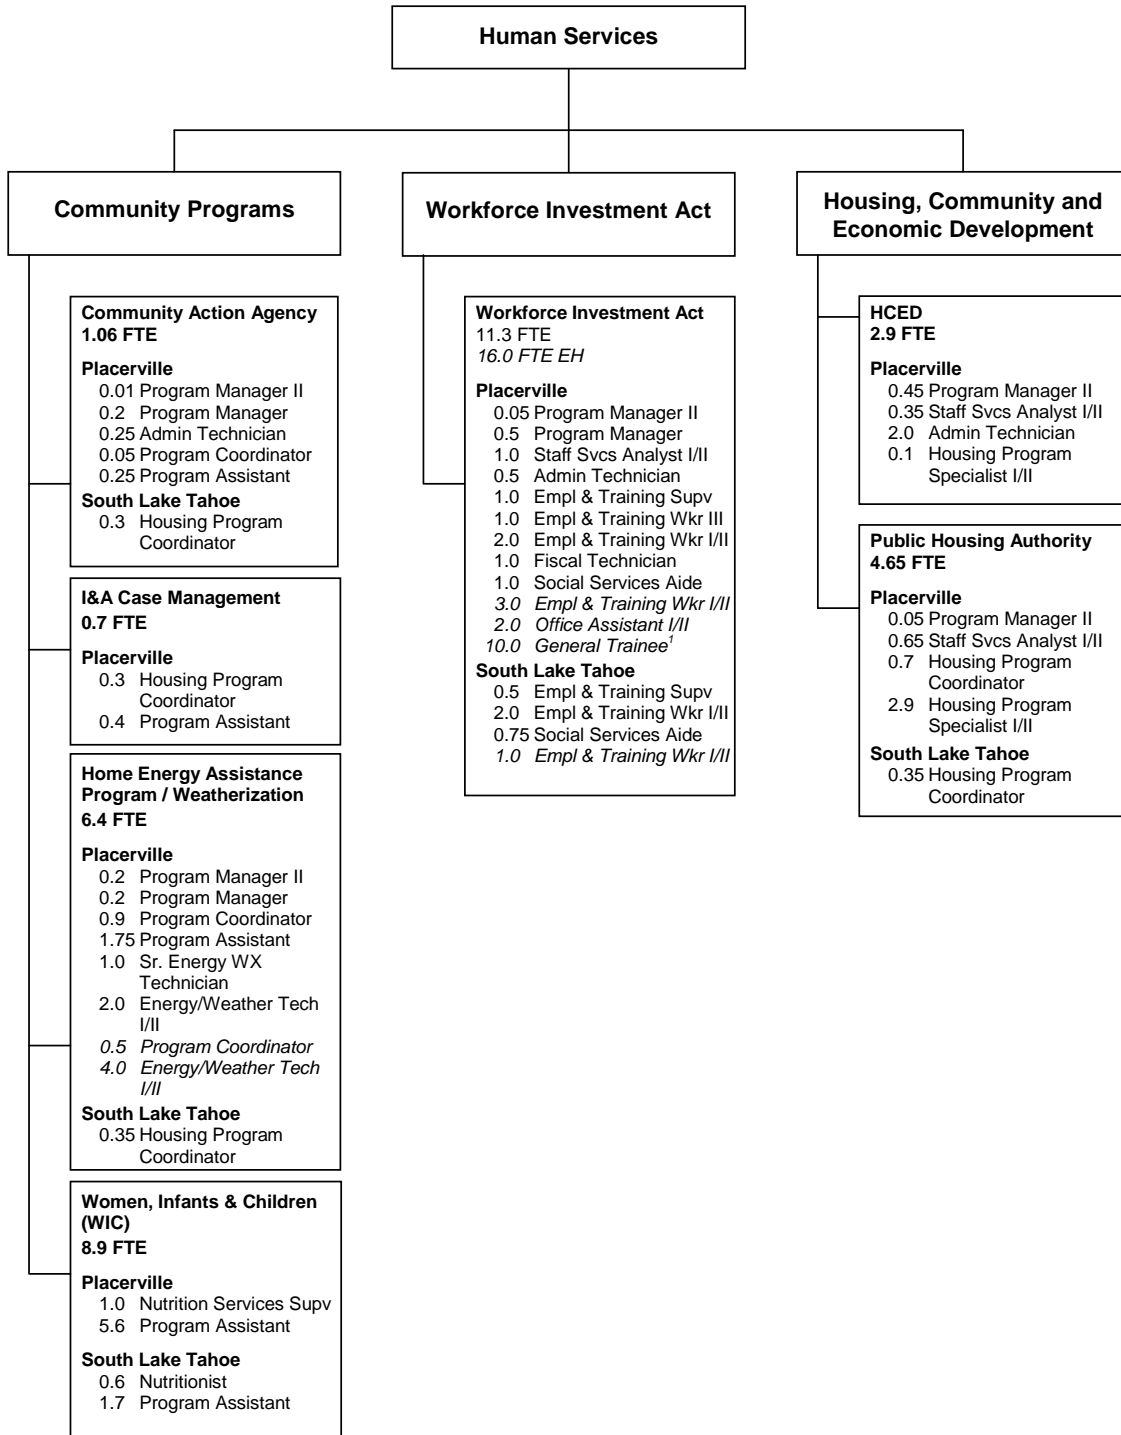 Human Services
Community Programs
Community Action Agency
1.06 FTE
Placerville
0.01 Program Manager II
0.2 Program Manager
0.25 Admin Technician
0.05 Program Coordinator
0.25 Program Assistant
South Lake Tahoe
0.3 Housing Program
Coordinator
I&A Case Management
0.7 FTE
Placerville
0.3 Housing Program
Coordinator
0.4 Program Assistant
Home Energy Assistance
Program / Weatherization
6.4 FTE
Placerville
0.2 Program Manager II
0.2 Program Manager
0.9 Program Coordinator
1.75 Program Assistant
1.0 Sr. Energy WX
Technician
2.0 Energy/Weather Tech
I/II
0.5 Program Coordinator
4.0 Energy/Weather Tech
I/II
South Lake Tahoe
0.35 Housing Program
Coordinator
Women, Infants & Children
(WIC)
8.9 FTE
Placerville
1.0 Nutrition Services Supv
5.6 Program Assistant
South Lake Tahoe
0.6 Nutritionist
1.7 Program Assistant
Workforce Investment Act
Workforce Investment Act
11.3 FTE
16.0 FTE EH
Placerville
0.05 Program Manager II
0.5 Program Manager
1.0 Staff Svcs Analyst I/II
0.5 Admin Technician
1.0 Empl & Training Supv
1.0 Empl & Training Wkr III
2.0 Empl & Training Wkr I/II
1.0 Fiscal Technician
1.0 Social Services Aide
3.0 Empl & Training Wkr I/II
2.0 Office Assistant I/II
10.0 General Trainee¹
South Lake Tahoe
0.5 Empl & Training Supv
2.0 Empl & Training Wkr I/II
0.75 Social Services Aide
1.0 Empl & Training Wkr I/II
Housing, Community and
Economic Development
HCED
2.9 FTE
Placerville
0.45 Program Manager II
0.35 Staff Svcs Analyst I/II
2.0 Admin Technician
0.1 Housing Program
Specialist I/II
Public Housing Authority
4.65 FTE
Placerville
0.05 Program Manager II
0.65 Staff Svcs Analyst I/II
0.7 Housing Program
Coordinator
2.9 Housing Program
Specialist I/II
South Lake Tahoe
0.35 Housing Program
Coordinator